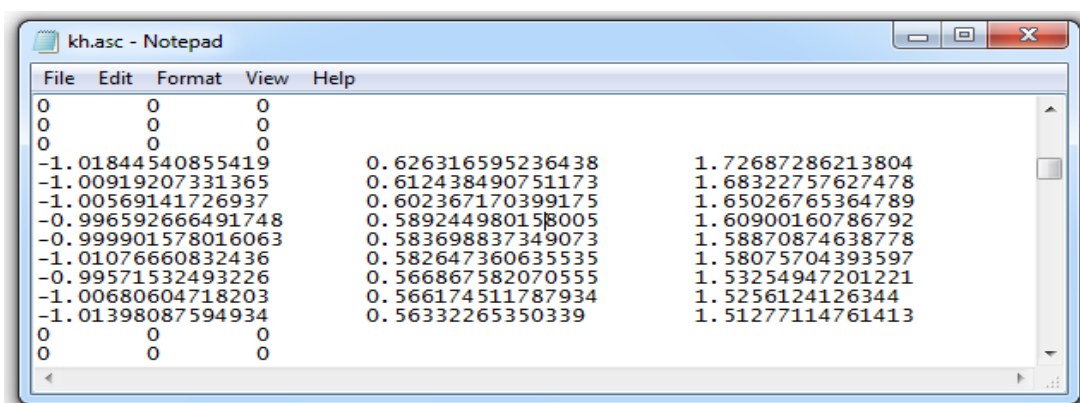 kh.asc - Notepad
File Edit Format View Help
0 0 0
0 0 0
0 0 0
-1.01844540855419 0.626316595236438 1.72687286213804
-1.00919207331365 0.612438490751173 1.68322757627478
-1.00569141726937 0.602367170399175 1.65026765364789
-0.996592666491748 0.589244980158005 1.60900160786792
-0.999901578016063 0.583698837349073 1.58870874638778
-1.01076660832436 0.582647360635535 1.58075704393597
-0.99571532493226 0.566867582070555 1.53254947201221
-1.00680604718203 0.566174511787934 1.5256124126344
-1.01398087594934 0.56332265350339 1.51277114761413
0 0 0
0 0 0